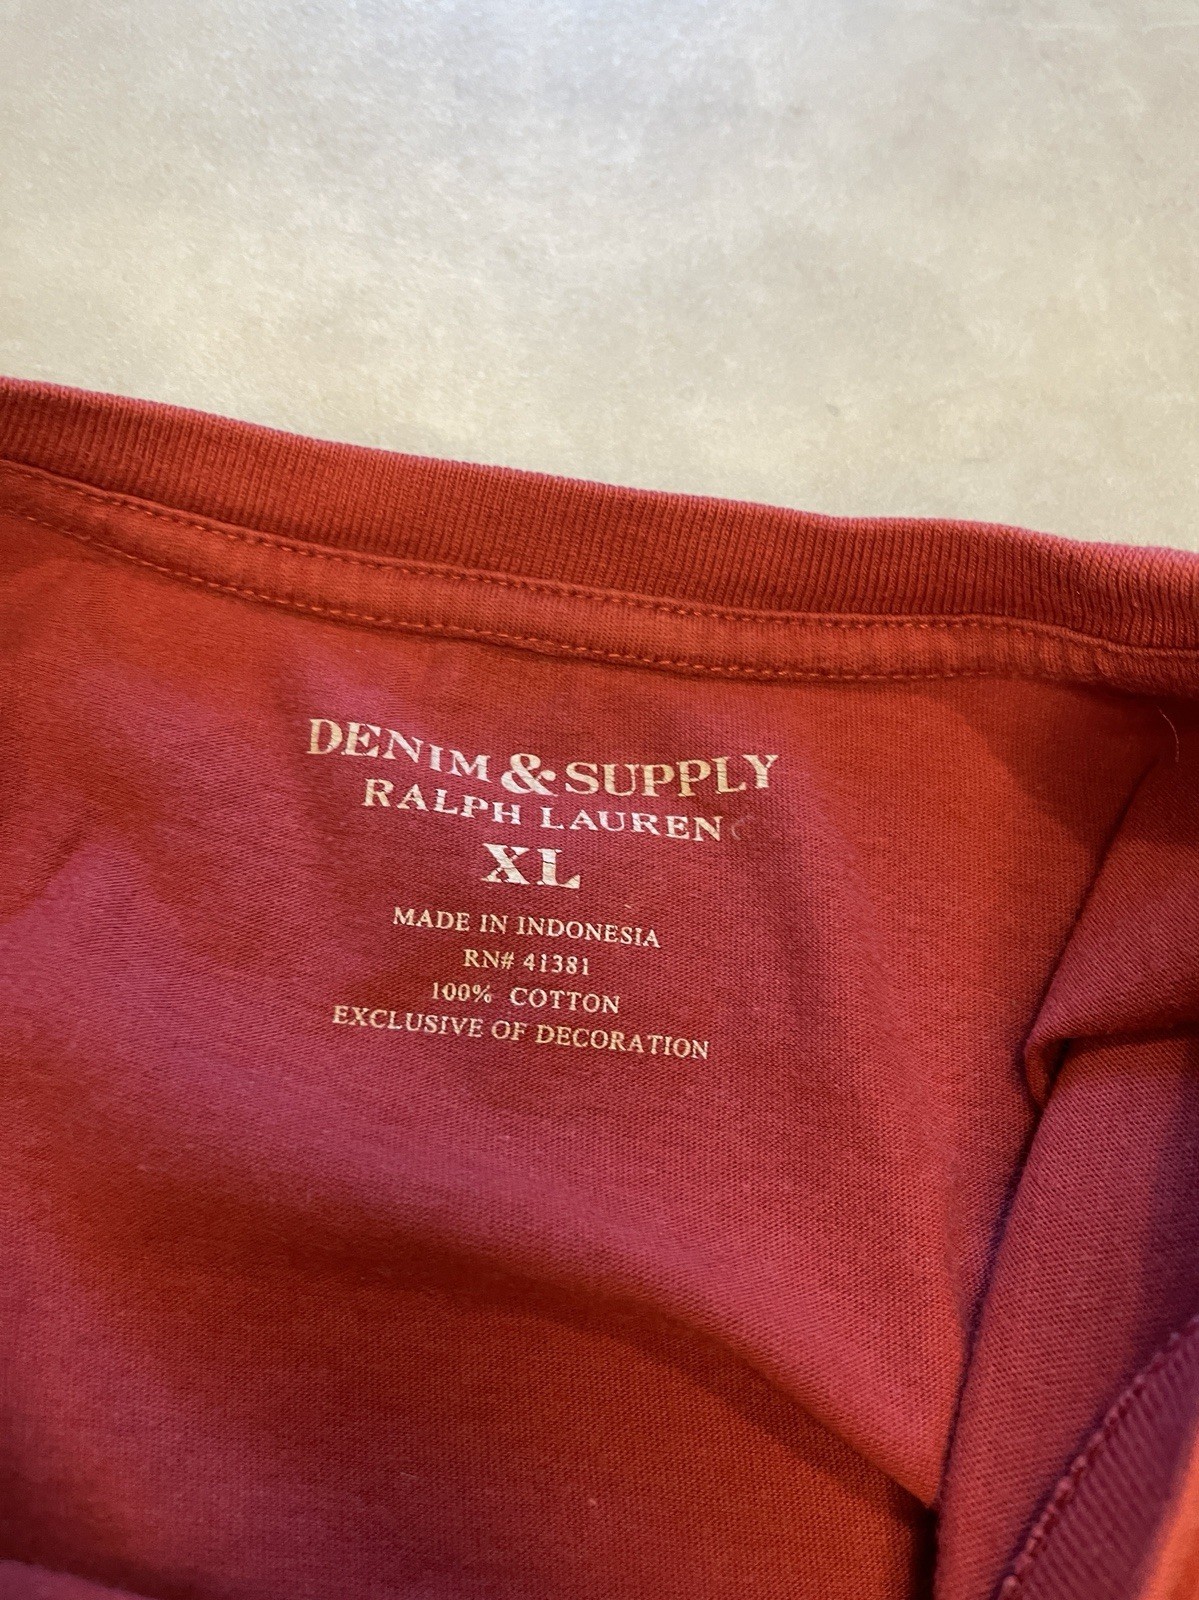 DENIM & SUPPLY
RALPH LAUREN
XL
MADE IN INDONESIA
RN# 41381
100% COTTON
EXCLUSIVE OF DECORATION